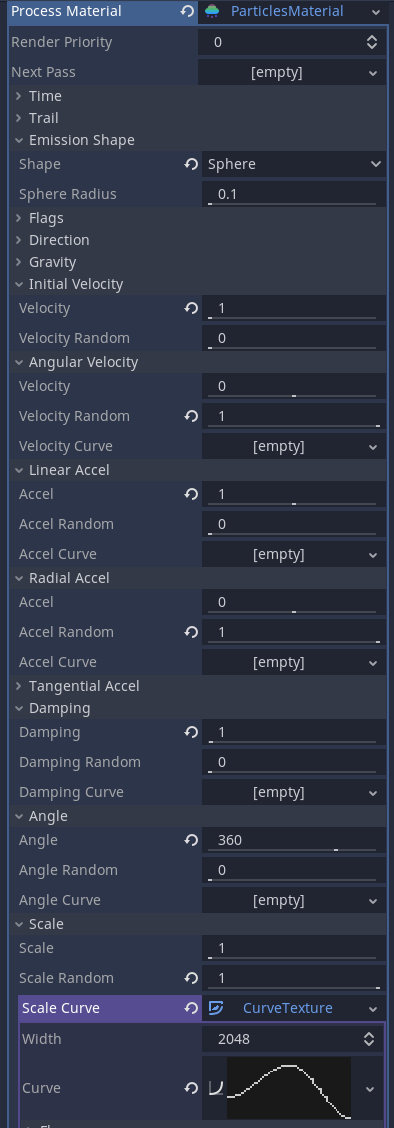 Process Material ParticlesMaterial
Render Priority 0
Next Pass [empty]
Time
Trail
Emission Shape
Shape Sphere
Sphere Radius 0.1
Flags
Direction
Gravity
Initial Velocity
Velocity 1
Velocity Random 0
Angular Velocity
Velocity 0
Velocity Random 1
Velocity Curve [empty]
Linear Accel
Accel 1
Accel Random 0
Accel Curve [empty]
Radial Accel
Accel 0
Accel Random 1
Accel Curve [empty]
Tangential Accel
Damping
Damping 1
Damping Random 0
Damping Curve [empty]
Angle
Angle 360
Angle Random 0
Angle Curve [empty]
Scale
Scale 1
Scale Random 1
Scale Curve CurveTexture
Width 2048
Curve